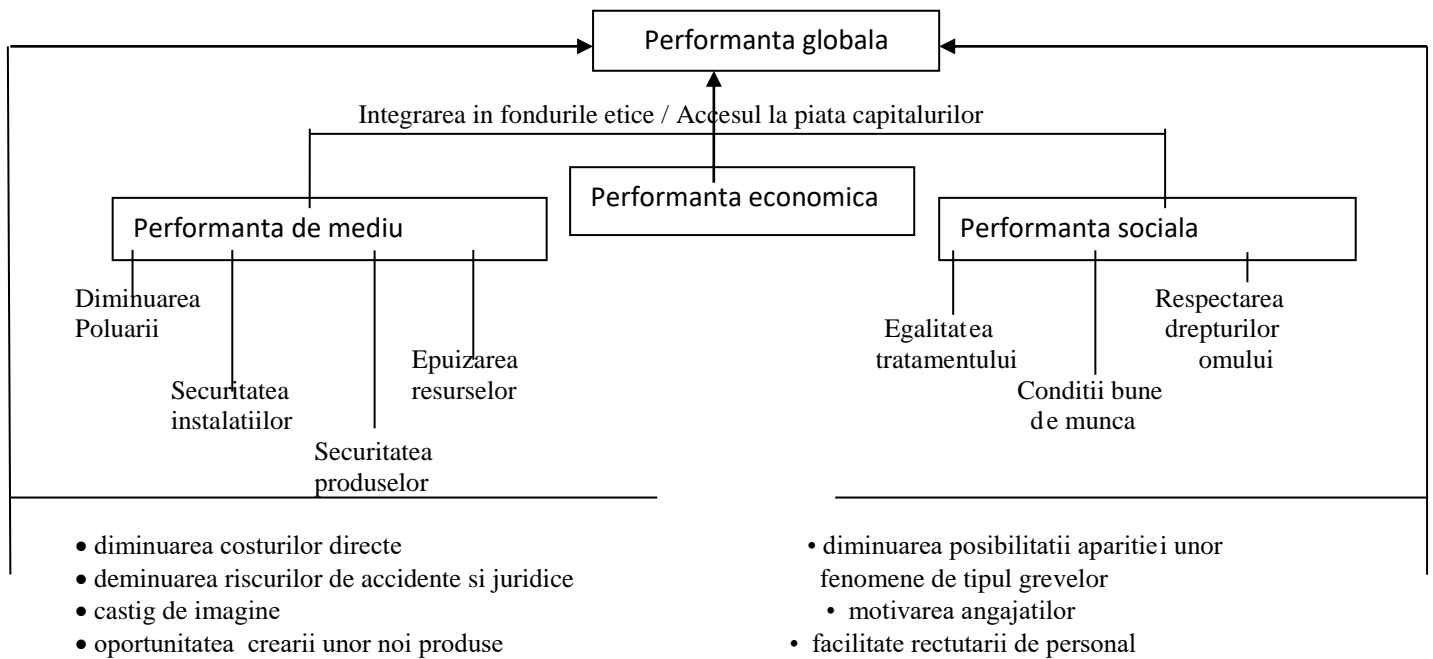 Performanta globala
Integrarea in fondurile etice / Accesul la piata capitalurilor
Performanta economica
Performanta de mediu
Performanta sociala
Diminuarea
Poluarii
Securitatea
instalatiilor
Securitatea
produselor
Epuizarea
resurselor
Egalitatea
tratamentului
Conditii bune
de munca
Respectarea
drepturilor
omului
• diminuarea costurilor directe
• deminuarea riscurilor de accidente si juridice
• castig de imagine
• oportunitatea crearii unor noi produse
• diminuarea posibilitatii aparitiei unor
fenomene de tipul grevelor
• motivarea angajatilor
• facilitate rectutarii de personal